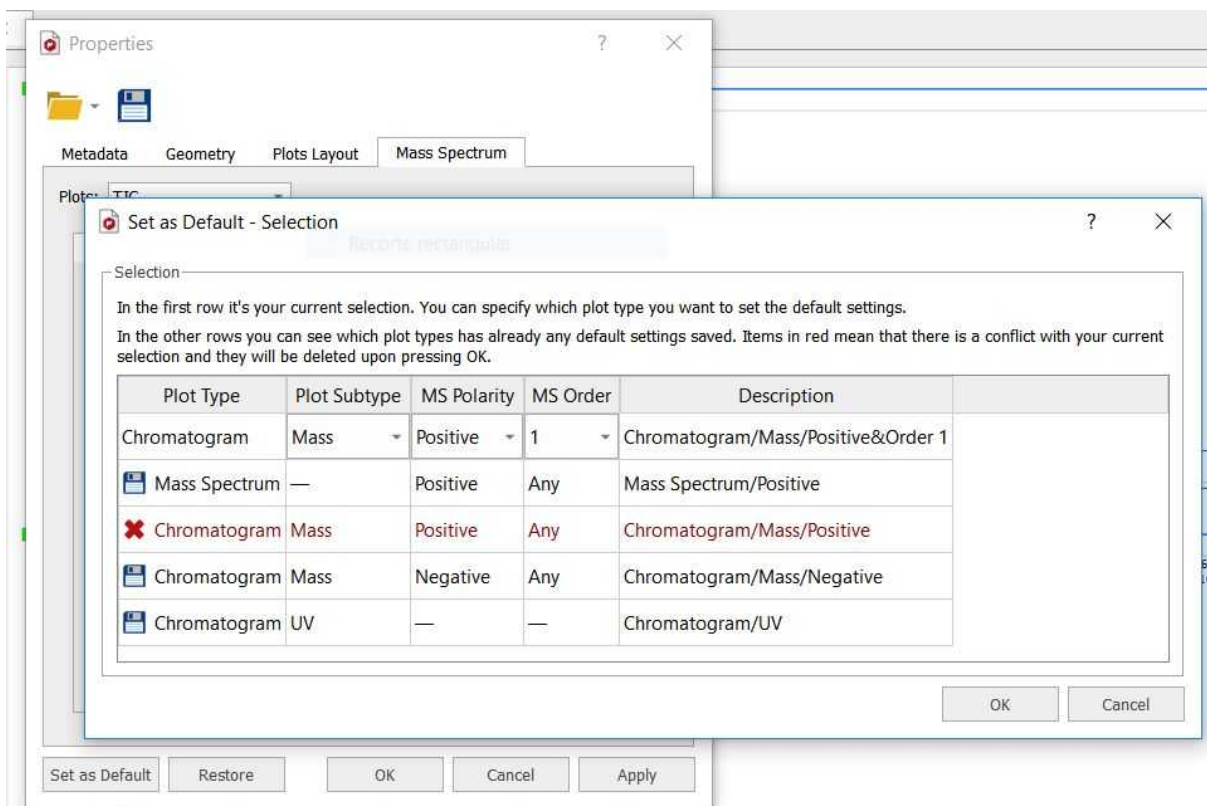 Properties
?
Metadata Geometry Plots Layout Mass Spectrum
Plots: TIC
Set as Default - Selection
?
Recorte rectangular
Selection
In the first row it's your current selection. You can specify which plot type you want to set the default settings.
In the other rows you can see which plot types has already any default settings saved. Items in red mean that there is a conflict with your current
selection and they will be deleted upon pressing OK.
Plot Type Plot Subtype MS Polarity MS Order Description
Chromatogram Mass Positive 1 Chromatogram/Mass/Positive&Order 1
Mass Spectrum — Positive Any Mass Spectrum/Positive
Chromatogram Mass Positive Any Chromatogram/Mass/Positive
Chromatogram Mass Negative Any Chromatogram/Mass/Negative
Chromatogram UV — — Chromatogram/UV
OK Cancel
Set as Default Restore OK Cancel Apply